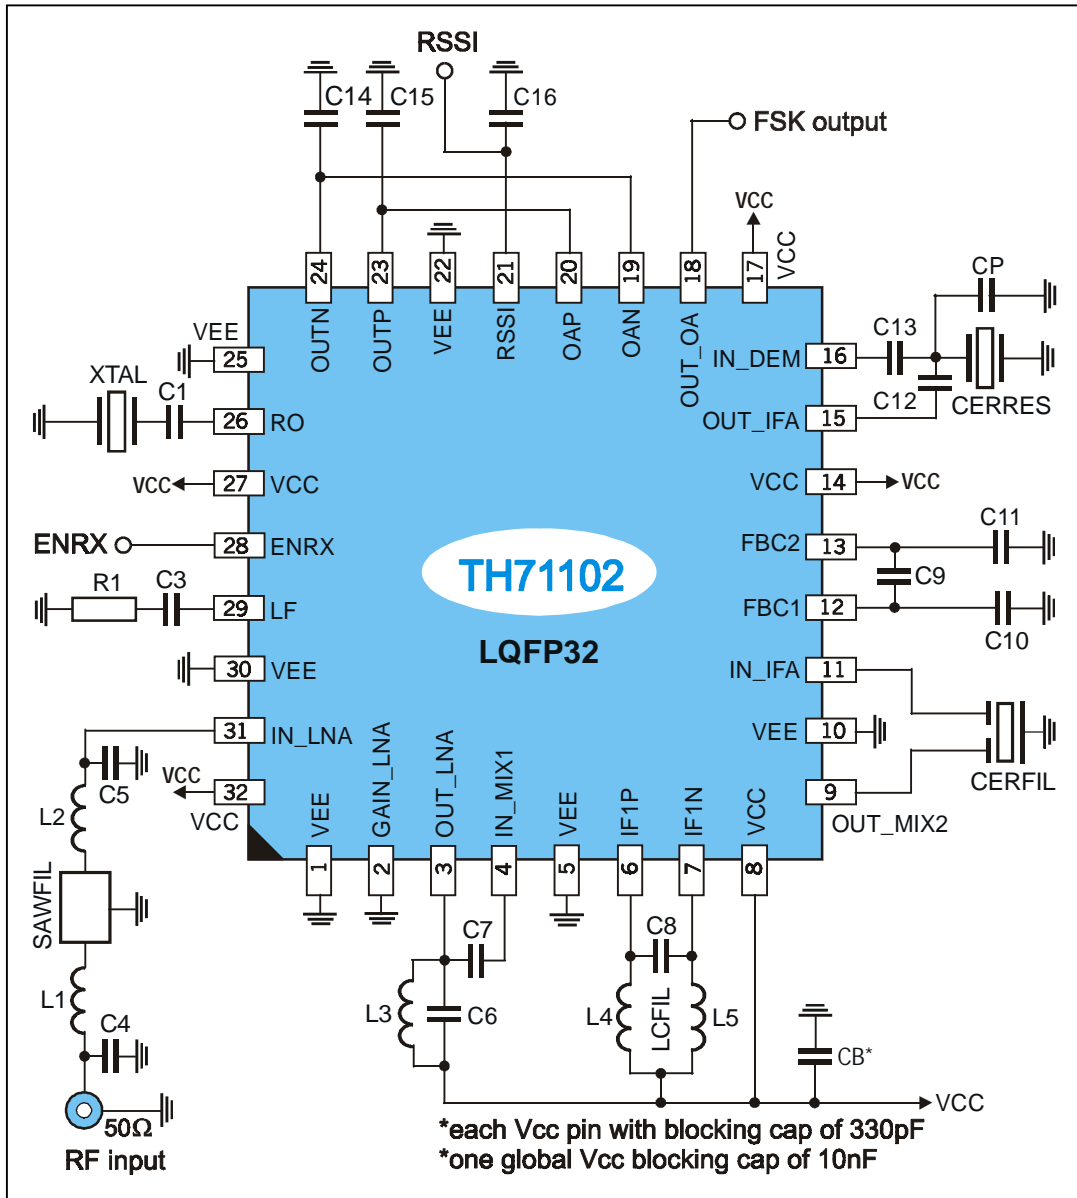 RSSI
C14
C15
C16
FSK output
VCC
VCC
24
23
22
21
20
19
18
17
OUTN
OUTP
VEE
RSSI
OAP
OAN
OUT_OA
VEE
25
XTAL
C1
26
RO
VCC
27
VCC
ENRX
28
ENRX
R1
C3
29
LF
30
VEE
31
IN_LNA
C5
VCC
32
VCC
L2
SAWFIL
L1
C4
50Ω
RF input
TH71102
LQFP32
CP
C13
IN_DEM
16
C12
CERRES
OUT_IFA
15
VCC
14
VCC
C11
FBC2
13
C9
FBC1
12
C10
IN_IFA
11
VEE
10
CERFIL
9
OUT_MIX2
VEE
GAIN_LNA
OUT_LNA
IN_MIX1
VEE
IF1P
IF1N
VCC
1
2
3
4
5
6
7
8
C7
C8
L3
C6
L4
LCFIL
L5
CB*
VCC
*each Vcc pin with blocking cap of 330pF
*one global Vcc blocking cap of 10nF